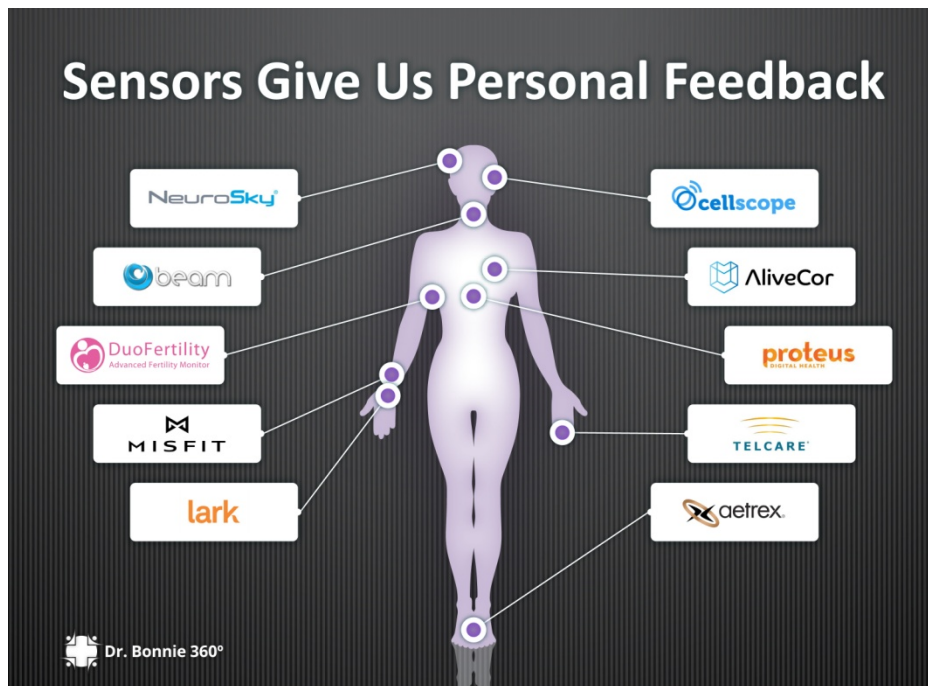 Sensors Give Us Personal Feedback
NeuroSky
cellscope
beam
AliveCor
DuoFertility
Advanced Fertility Monitor
proteus
DIGITAL HEALTH
MISFIT
TELCARE
lark
aetrex
Dr. Bonnie 360º